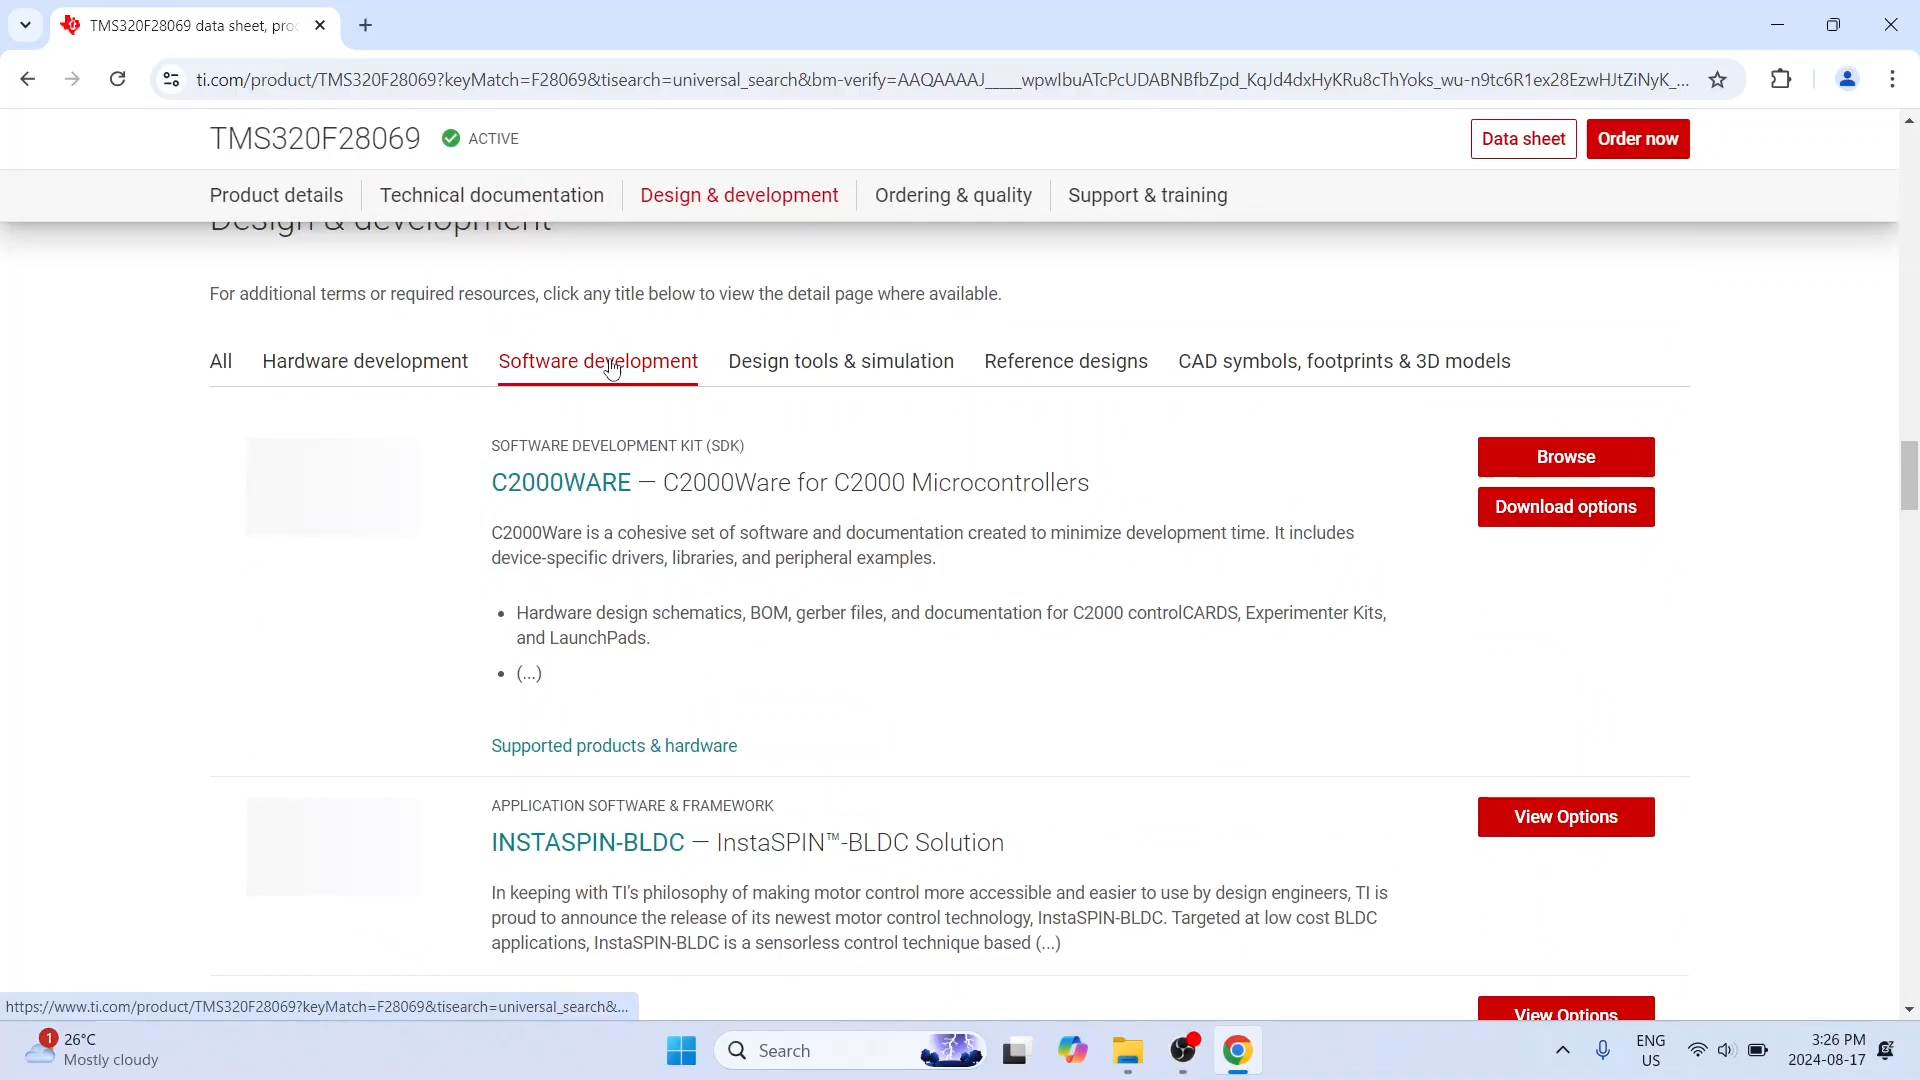 TMS320F28069 data sheet, pro
ti.com/product/TMS320F28069?keyMatch=F28069&tisearch=universal_search&bm-verify=AAQAAAAJ_____wpwIbuATcPcUDABNBfbZpd_KqJd4dxHyKRu8cThYoks_wu-n9tc6R1ex28EzwHJtZiNyK_...
TMS320F28069 ACTIVE Data sheet Order now
Product details Technical documentation Design & development Ordering & quality Support & training
Design & development
For additional terms or required resources, click any title below to view the detail page where available.
All Hardware development Software development Design tools & simulation Reference designs CAD symbols, footprints & 3D models
SOFTWARE DEVELOPMENT KIT (SDK)
C2000WARE — C2000Ware for C2000 Microcontrollers
Browse
Download options
C2000Ware is a cohesive set of software and documentation created to minimize development time. It includes
device-specific drivers, libraries, and peripheral examples.
• Hardware design schematics, BOM, gerber files, and documentation for C2000 controlCARDS, Experimenter Kits,
and LaunchPads.
• (...)
Supported products & hardware
APPLICATION SOFTWARE & FRAMEWORK
INSTASPIN-BLDC — InstaSPIN™-BLDC Solution
View Options
In keeping with TI's philosophy of making motor control more accessible and easier to use by design engineers, TI is
proud to announce the release of its newest motor control technology, InstaSPIN-BLDC. Targeted at low cost BLDC
applications, InstaSPIN-BLDC is a sensorless control technique based (...)
View Options
https://www.ti.com/product/TMS320F28069?keyMatch=F28069&tisearch=universal_search&...
1
26°C
Mostly cloudy
Search
ENG
US
3:26 PM
2024-08-17